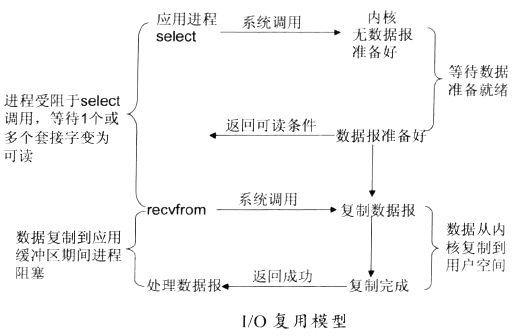 应用进程
select
系统调用
内核
无数据报
准备好
等待数据
准备就绪
进程受阻于select
调用，等待1个或
多个套接字变为
可读
返回可读条件
数据报准备好
recvfrom
系统调用
复制数据报
数据从内
核复制到
用户空间
数据复制到应用
缓冲区期间进程
阻塞
处理数据报
返回成功
复制完成
I/O 复用模型